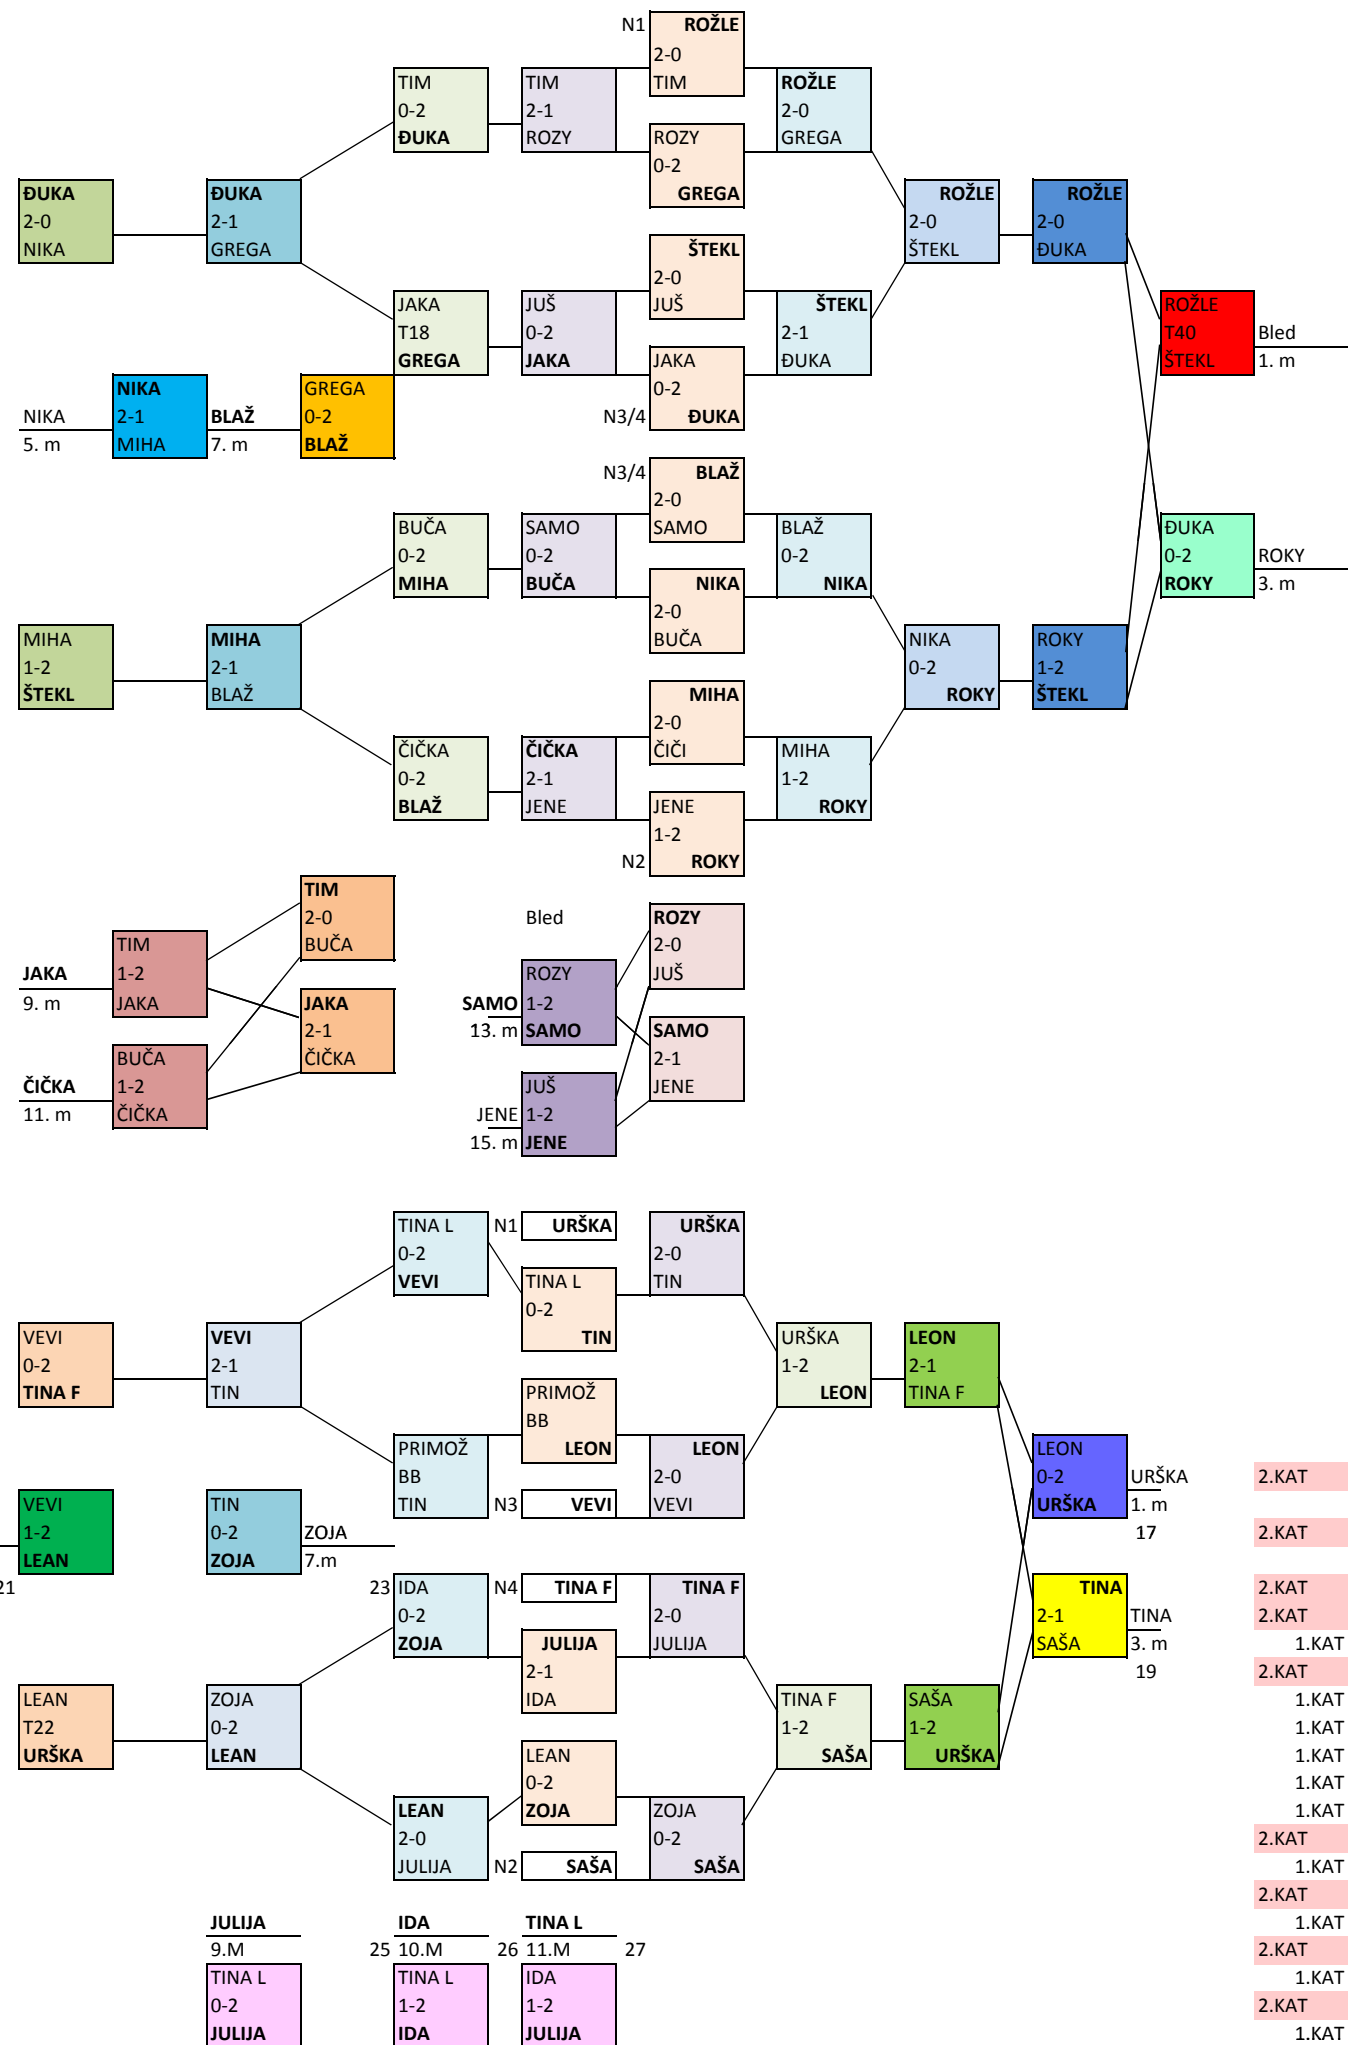 N1 ROŽLE
2-0
TIM
TIM
0-2
ĐUKA
TIM
2-1
ROZY
ROŽLE
2-0
GREGA
ROZY
0-2
GREGA
ĐUKA
2-0
NIKA
ĐUKA
2-1
GREGA
ROŽLE
2-0
ŠTEKL
ROŽLE
2-0
ĐUKA
ŠTEKL
2-0
JUŠ
JAKA
T18
GREGA
JUŠ
0-2
JAKA
ŠTEKL
2-1
ĐUKA
ROŽLE
T40
ŠTEKL
Bled
1. m
JAKA
0-2
N3/4 ĐUKA
NIKA
5. m
NIKA
2-1
MIHA
BLAŽ
7. m
GREGA
0-2
BLAŽ
N3/4 BLAŽ
2-0
SAMO
BUČA
0-2
MIHA
SAMO
0-2
BUČA
BLAŽ
0-2
NIKA
ĐUKA
0-2
ROKY
ROKY
3. m
NIKA
2-0
BUČA
MIHA
1-2
ŠTEKL
MIHA
2-1
BLAŽ
NIKA
0-2
ROKY
ROKY
1-2
ŠTEKL
MIHA
2-0
ČIČI
ČIČKA
0-2
BLAŽ
ČIČKA
2-1
JENE
MIHA
1-2
ROKY
JENE
1-2
N2 ROKY
TIM
2-0
BUČA
Bled
ROZY
2-0
JUŠ
JAKA
9. m
TIM
1-2
JAKA
JAKA
2-1
ČIČKA
SAMO
13. m
ROZY
1-2
SAMO
SAMO
2-1
JENE
ČIČKA
11. m
BUČA
1-2
ČIČKA
JENE
15. m
JUŠ
1-2
JENE
TINA L
0-2
VEVI
N1 URŠKA
URŠKA
2-0
TIN
TINA L
0-2
TIN
VEVI
0-2
TINA F
VEVI
2-1
TIN
URŠKA
1-2
LEON
LEON
2-1
TINA F
PRIMOŽ
BB
LEON
PRIMOŽ
BB
TIN
N3 VEVI
LEON
2-0
VEVI
LEON
0-2
URŠKA
URŠKA
1. m
17
2.KAT
2.KAT
VEVI
1-2
LEAN
21
TIN
0-2
ZOJA
ZOJA
7.m
23
IDA
0-2
ZOJA
N4 TINA F
TINA F
2-0
JULIJA
TINA
2-1
SAŠA
TINA
3. m
19
2.KAT
2.KAT
1.KAT
2.KAT
JULIJA
2-1
IDA
LEAN
T22
URŠKA
ZOJA
0-2
LEAN
TINA F
1-2
SAŠA
SAŠA
1-2
URŠKA
1.KAT
1.KAT
1.KAT
1.KAT
1.KAT
LEAN
0-2
ZOJA
LEAN
2-0
JULIJA
N2 SAŠA
ZOJA
0-2
SAŠA
2.KAT
1.KAT
2.KAT
JULIJA
9.M
25
IDA
10.M
26
TINA L
11.M
27
1.KAT
2.KAT
TINA L
0-2
JULIJA
TINA L
1-2
IDA
IDA
1-2
JULIJA
1.KAT
2.KAT
1.KAT